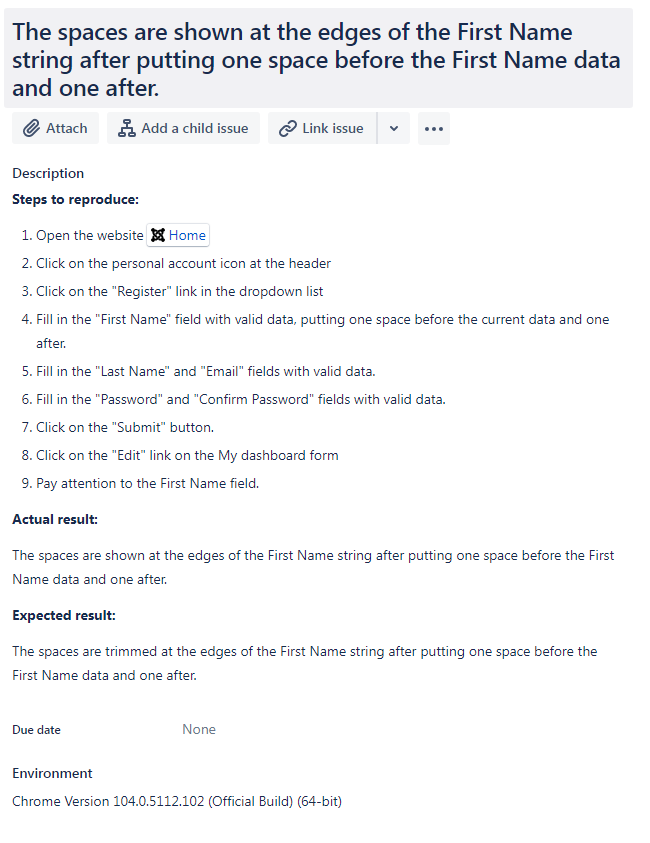 The spaces are shown at the edges of the First Name
string after putting one space before the First Name data
and one after.
Attach Add a child issue Link issue
Description
Steps to reproduce:
1. Open the website Home
2. Click on the personal account icon at the header
3. Click on the "Register" link in the dropdown list
4. Fill in the "First Name" field with valid data, putting one space before the current data and one
after.
5. Fill in the "Last Name" and "Email" fields with valid data.
6. Fill in the "Password" and "Confirm Password" fields with valid data.
7. Click on the "Submit" button.
8. Click on the "Edit" link on the My dashboard form
9. Pay attention to the First Name field.
Actual result:
The spaces are shown at the edges of the First Name string after putting one space before the First
Name data and one after.
Expected result:
The spaces are trimmed at the edges of the First Name string after putting one space before the
First Name data and one after.
Due date None
Environment
Chrome Version 104.0.5112.102 (Official Build) (64-bit)